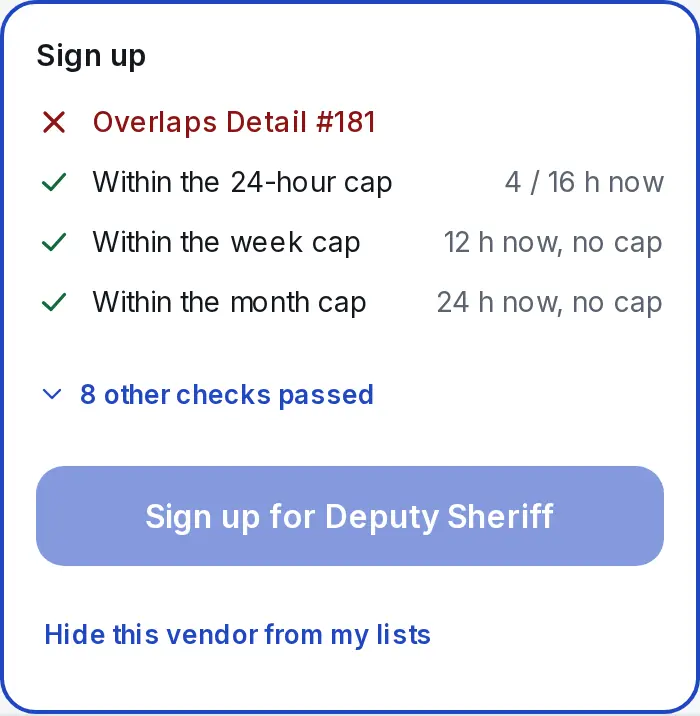 Sign up
Overlaps Detail #181
Within the 24-hour cap 4 / 16 h now
Within the week cap 12 h now, no cap
Within the month cap 24 h now, no cap
8 other checks passed
Sign up for Deputy Sheriff
Hide this vendor from my lists